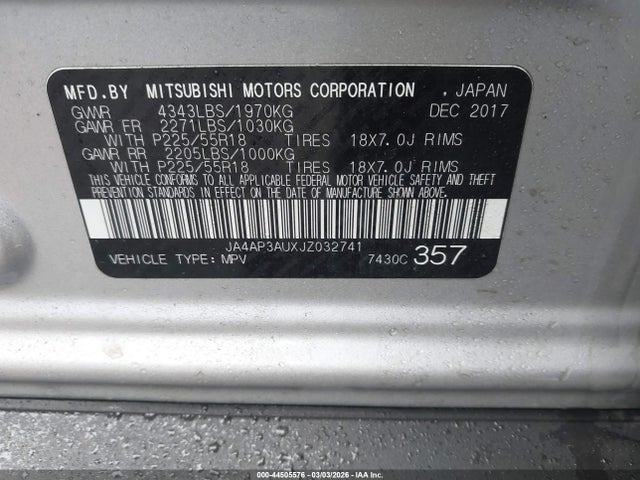 MFD.BY MITSUBISHI MOTORS CORPORATION . JAPAN
GVWR 4343LBS/1970KG DEC 2017
GAWR FR 2271LBS/1030KG
WITH P225/55R18 TIRES 18X7.0J RIMS
GAWR RR 2205LBS/1000KG
WITH P225/55R18 TIRES 18X7.0J RIMS
THIS VEHICLE CONFORMS TO ALL APPLICABLE FEDERAL MOTOR VEHICLE SAFETY AND THEFT
PREVENTION STANDARDS IN EFFECT ON THE DATE OF MANUFACTURE SHOWN ABOVE.
JA4AP3AUXJZ032741
VEHICLE TYPE: MPV 7430C 357
000-44505576 | 03/03/2026 | IAA Inc.